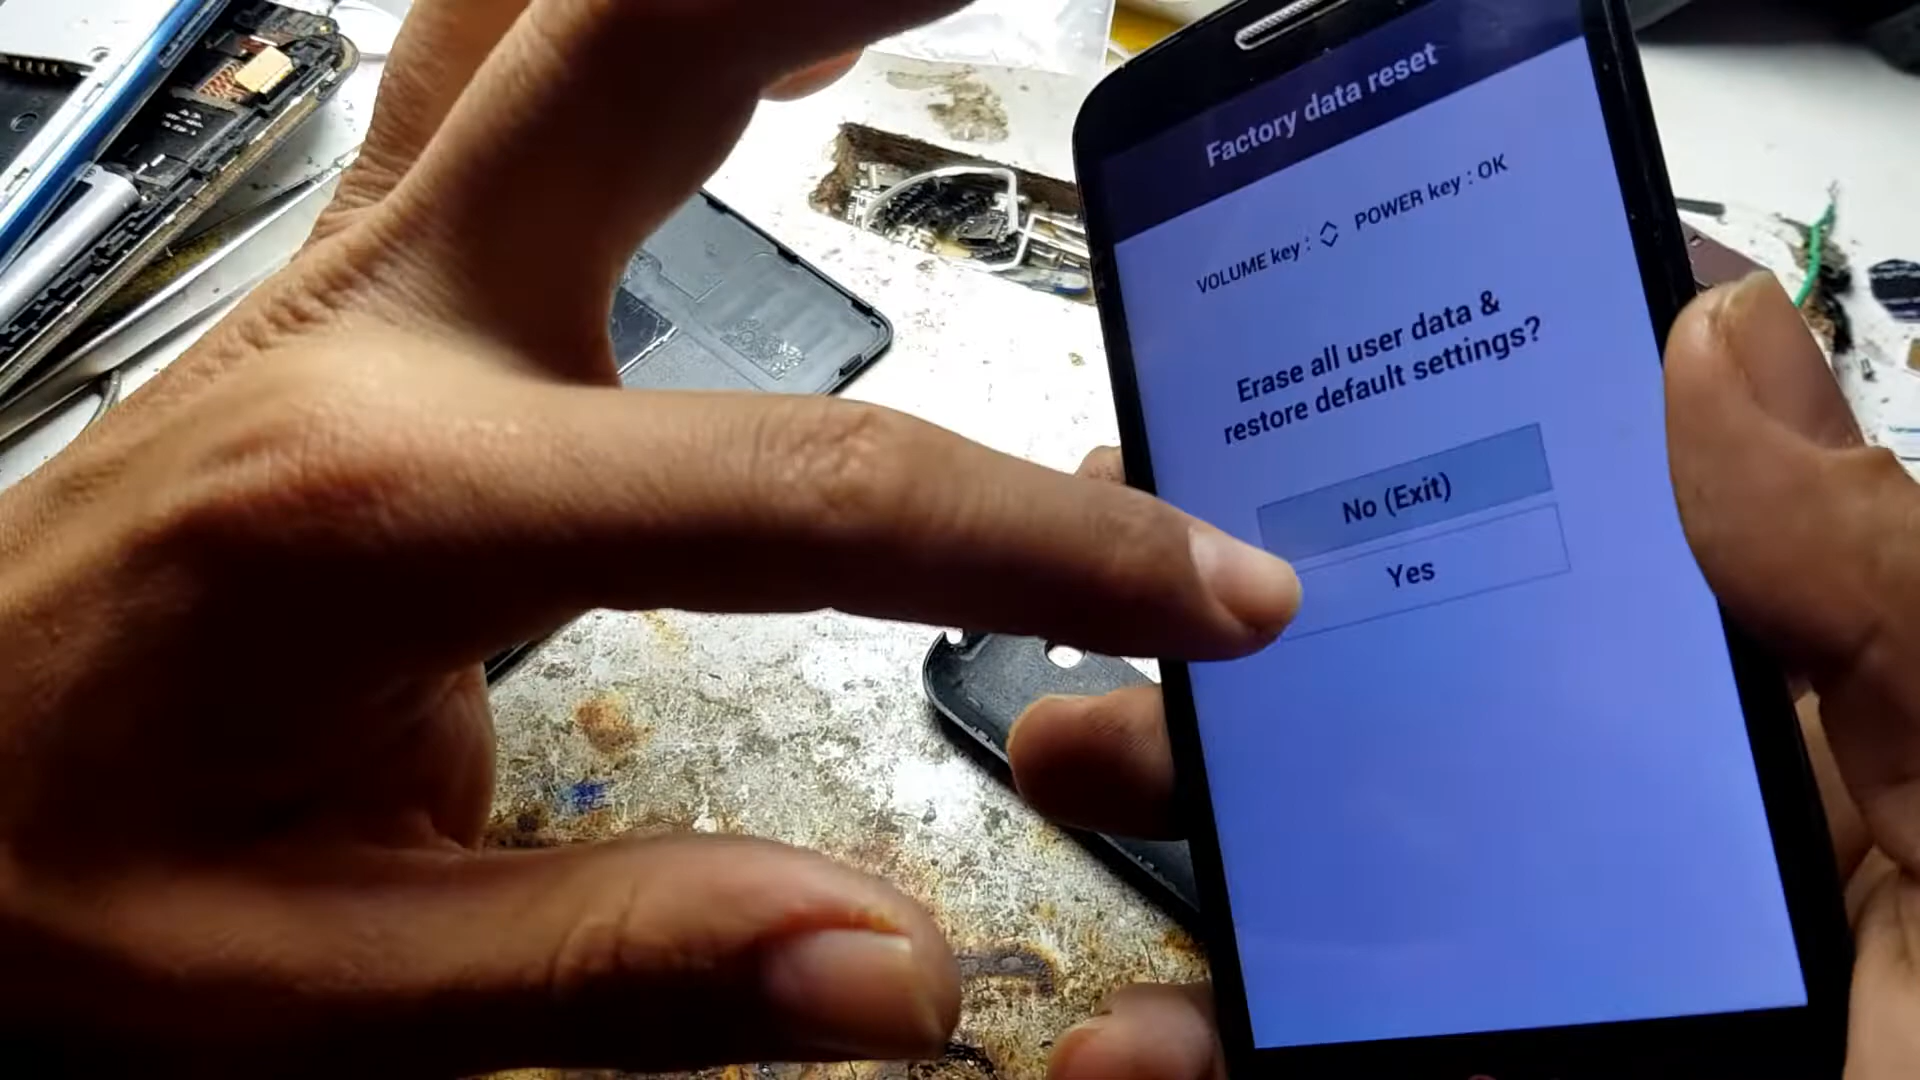 Factory data reset
VOLUME key : POWER key : OK
Erase all user data &
restore default settings?
No (Exit)
Yes